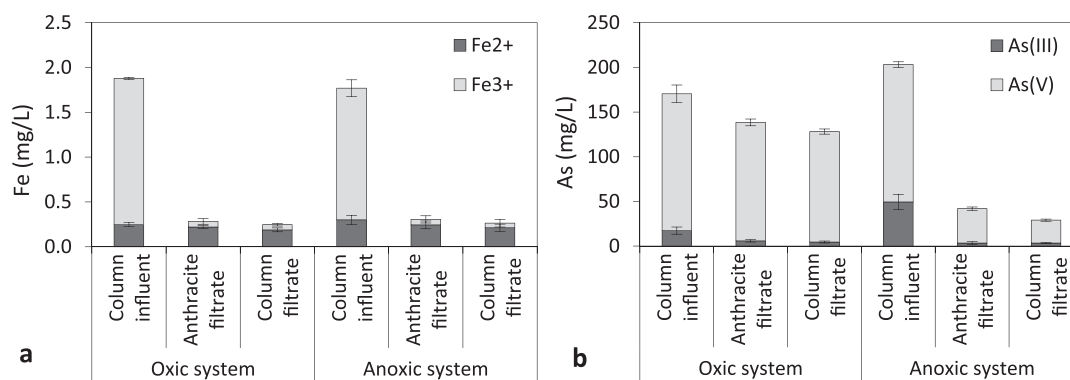 2.5
2.0
1.5
1.0
0.5
0.0
Fe (mg/L)
Fe2+
Fe3+
Column influent
Anthracite filtrate
Column filtrate
Column influent
Anthracite filtrate
Column filtrate
Oxic system
Anoxic system
a
250
200
150
100
50
0
As (mg/L)
As(III)
As(V)
Column influent
Anthracite filtrate
Column filtrate
Column influent
Anthracite filtrate
Column filtrate
Oxic system
Anoxic system
b